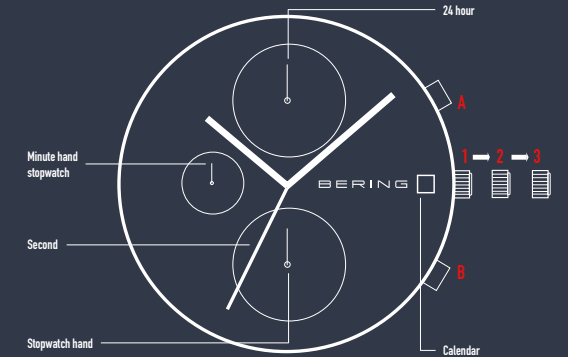 24 hour
A
1 2 3
Minute hand
stopwatch
BERING
Second
B
Stopwatch hand
Calendar